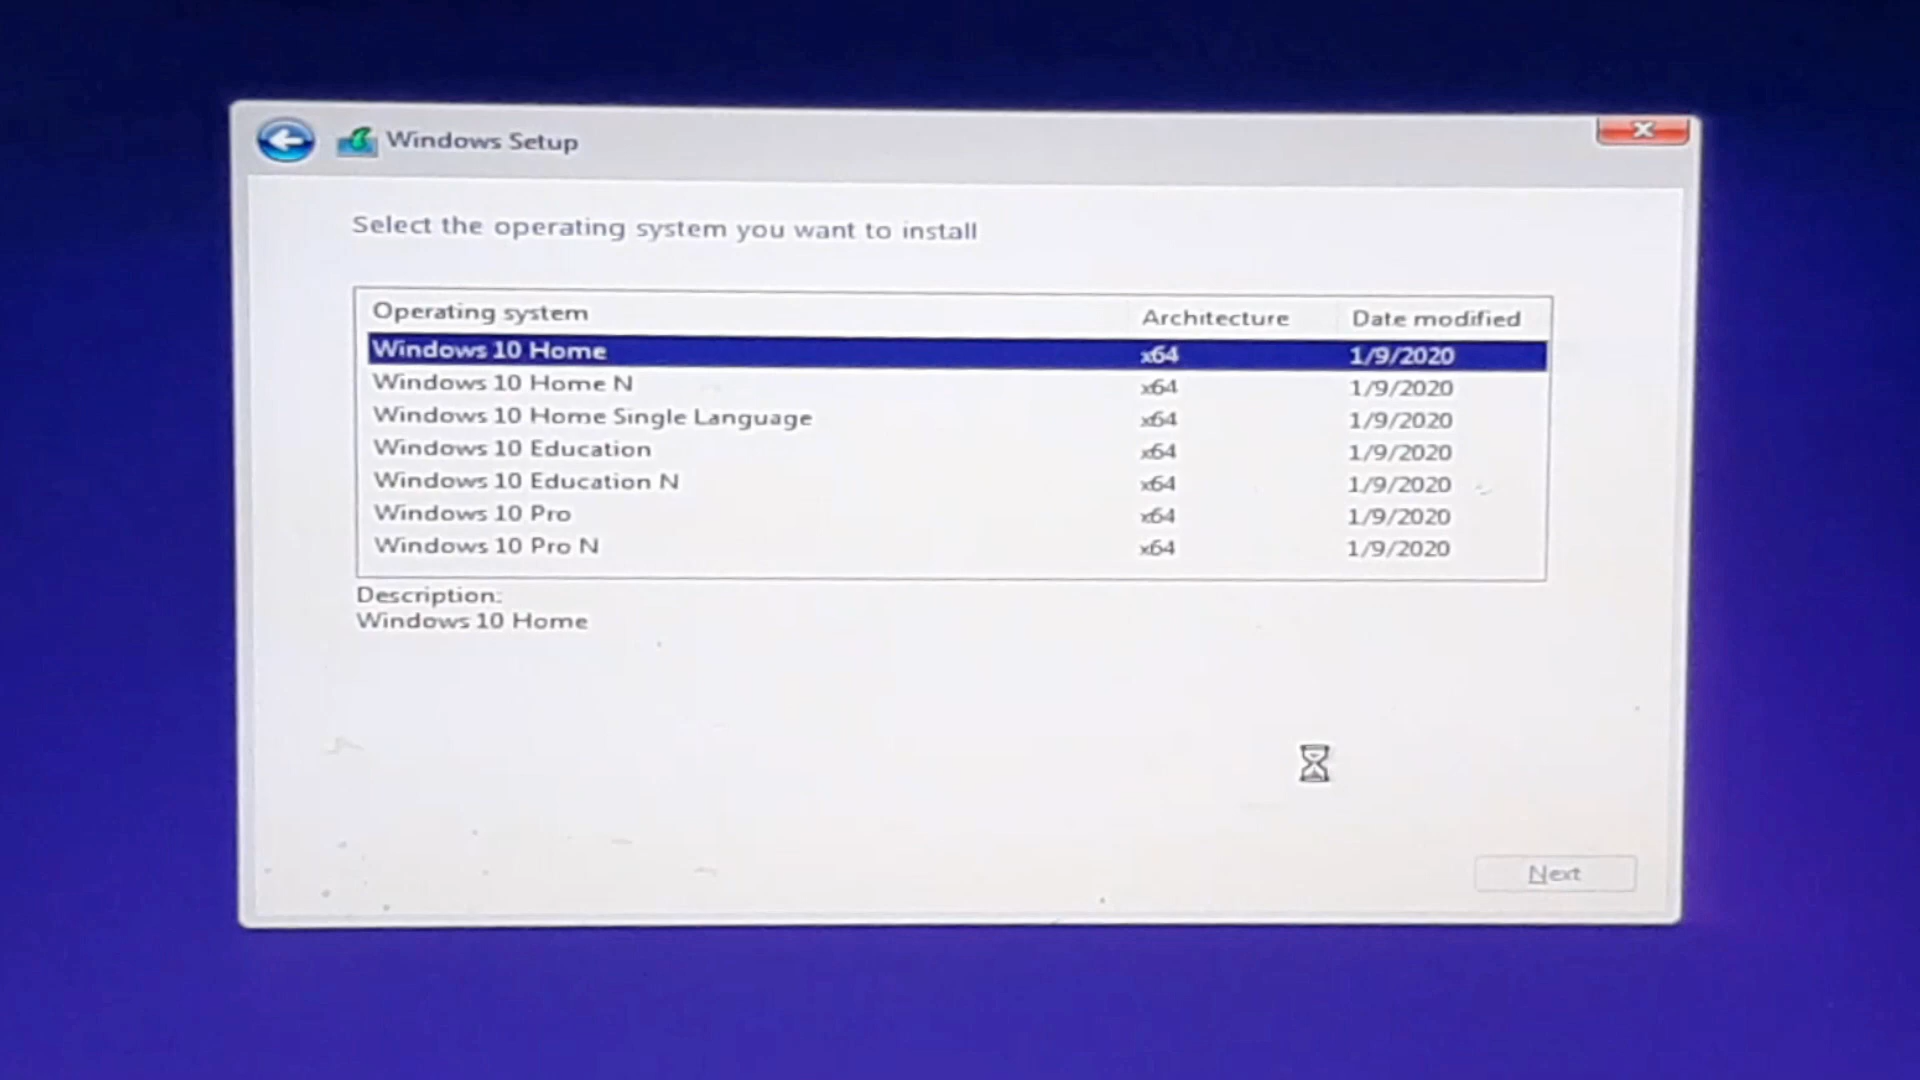 Windows Setup
Select the operating system you want to install
Operating system Architecture Date modified
Windows 10 Home x64 1/9/2020
Windows 10 Home N x64 1/9/2020
Windows 10 Home Single Language x64 1/9/2020
Windows 10 Education x64 1/9/2020
Windows 10 Education N x64 1/9/2020
Windows 10 Pro x64 1/9/2020
Windows 10 Pro N x64 1/9/2020
Description:
Windows 10 Home
Next